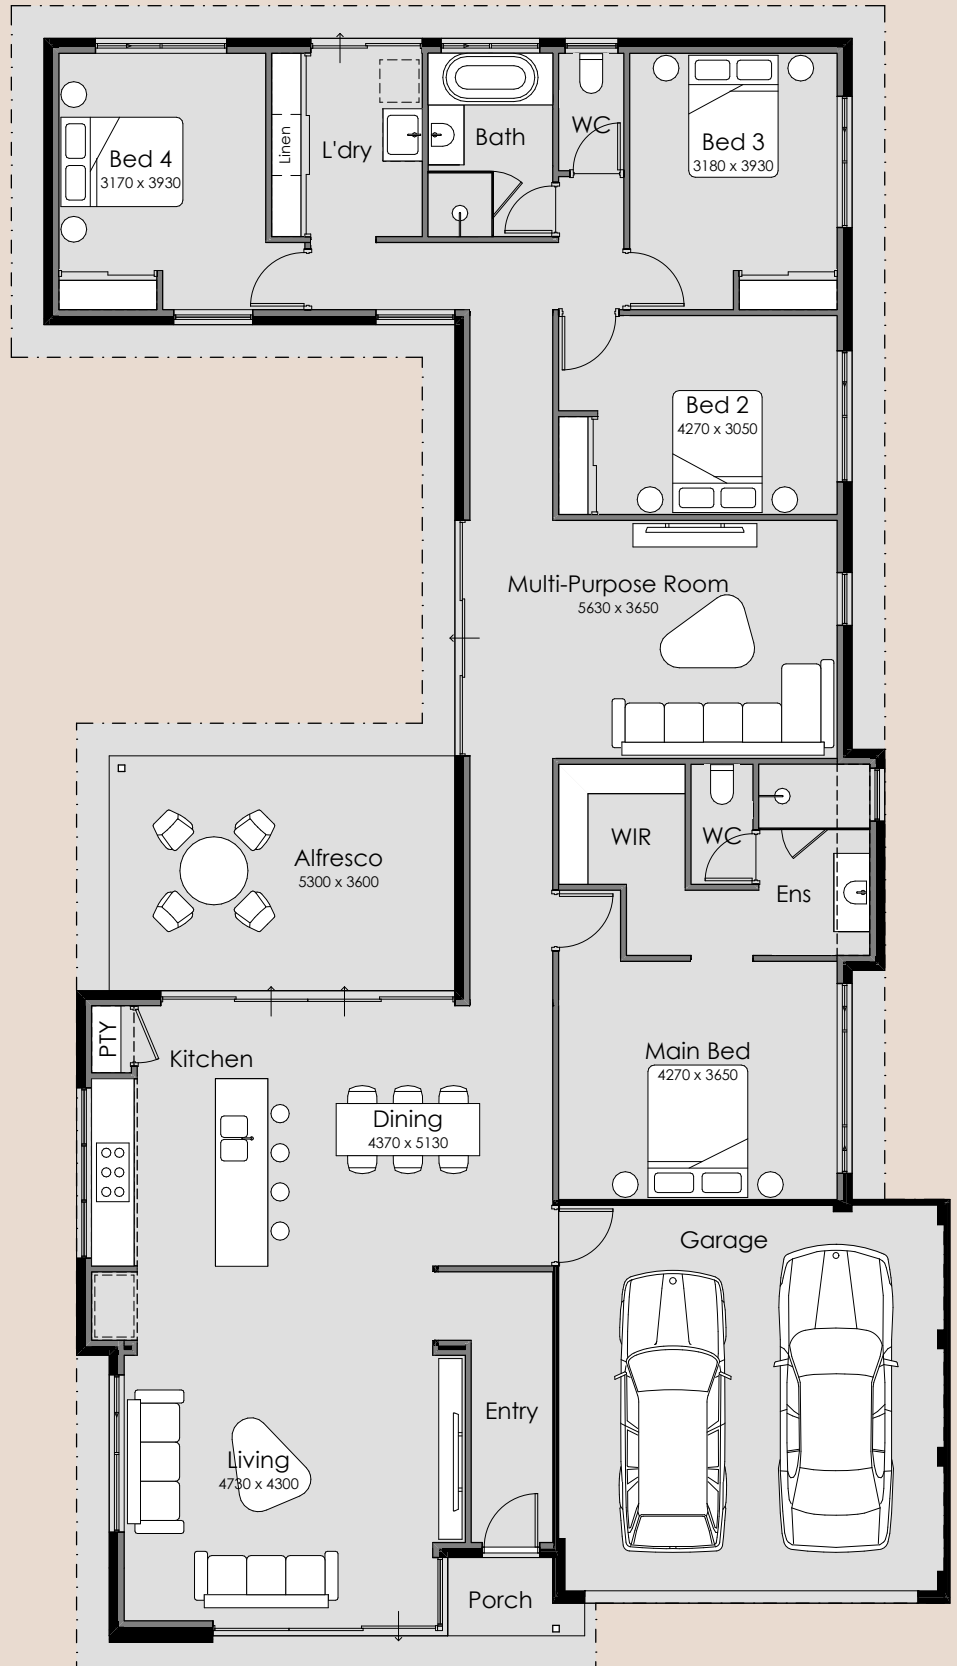 Bed 4
3170 x 3930
Linen
L'dry
Bath
WC
Bed 3
3180 x 3930
Bed 2
4270 x 3050
Multi-Purpose Room
5630 x 3650
Alfresco
5300 x 3600
WIR
WC
Ens
PTY
Kitchen
Dining
4370 x 5130
Main Bed
4270 x 3650
Garage
Entry
Living
4730 x 4300
Porch